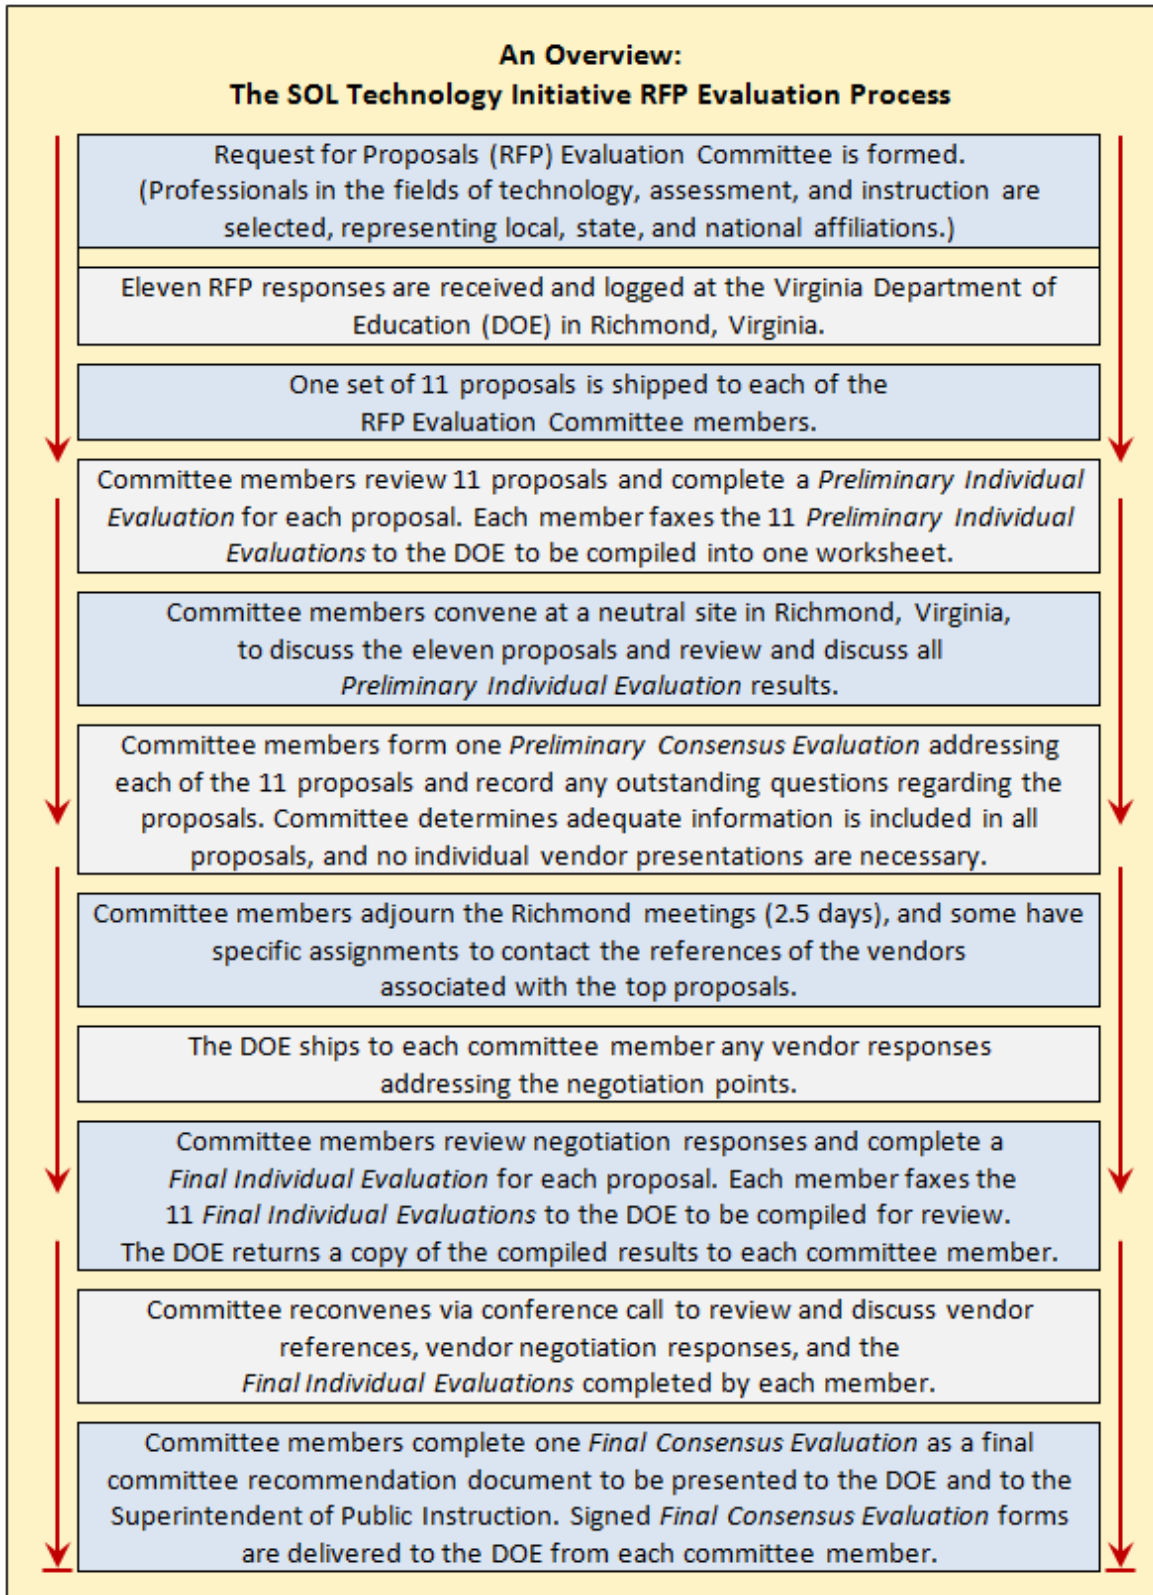 An Overview:
The SOL Technology Initiative RFP Evaluation Process
Request for Proposals (RFP) Evaluation Committee is formed.
(Professionals in the fields of technology, assessment, and instruction are
selected, representing local, state, and national affiliations.)
Eleven RFP responses are received and logged at the Virginia Department of
Education (DOE) in Richmond, Virginia.
One set of 11 proposals is shipped to each of the
RFP Evaluation Committee members.
Committee members review 11 proposals and complete a Preliminary Individual
Evaluation for each proposal. Each member faxes the 11 Preliminary Individual
Evaluations to the DOE to be compiled into one worksheet.
Committee members convene at a neutral site in Richmond, Virginia,
to discuss the eleven proposals and review and discuss all
Preliminary Individual Evaluation results.
Committee members form one Preliminary Consensus Evaluation addressing
each of the 11 proposals and record any outstanding questions regarding the
proposals. Committee determines adequate information is included in all
proposals, and no individual vendor presentations are necessary.
Committee members adjourn the Richmond meetings (2.5 days), and some have
specific assignments to contact the references of the vendors
associated with the top proposals.
The DOE ships to each committee member any vendor responses
addressing the negotiation points.
Committee members review negotiation responses and complete a
Final Individual Evaluation for each proposal. Each member faxes the
11 Final Individual Evaluations to the DOE to be compiled for review.
The DOE returns a copy of the compiled results to each committee member.
Committee reconvenes via conference call to review and discuss vendor
references, vendor negotiation responses, and the
Final Individual Evaluations completed by each member.
Committee members complete one Final Consensus Evaluation as a final
committee recommendation document to be presented to the DOE and to the
Superintendent of Public Instruction. Signed Final Consensus Evaluation forms
are delivered to the DOE from each committee member.